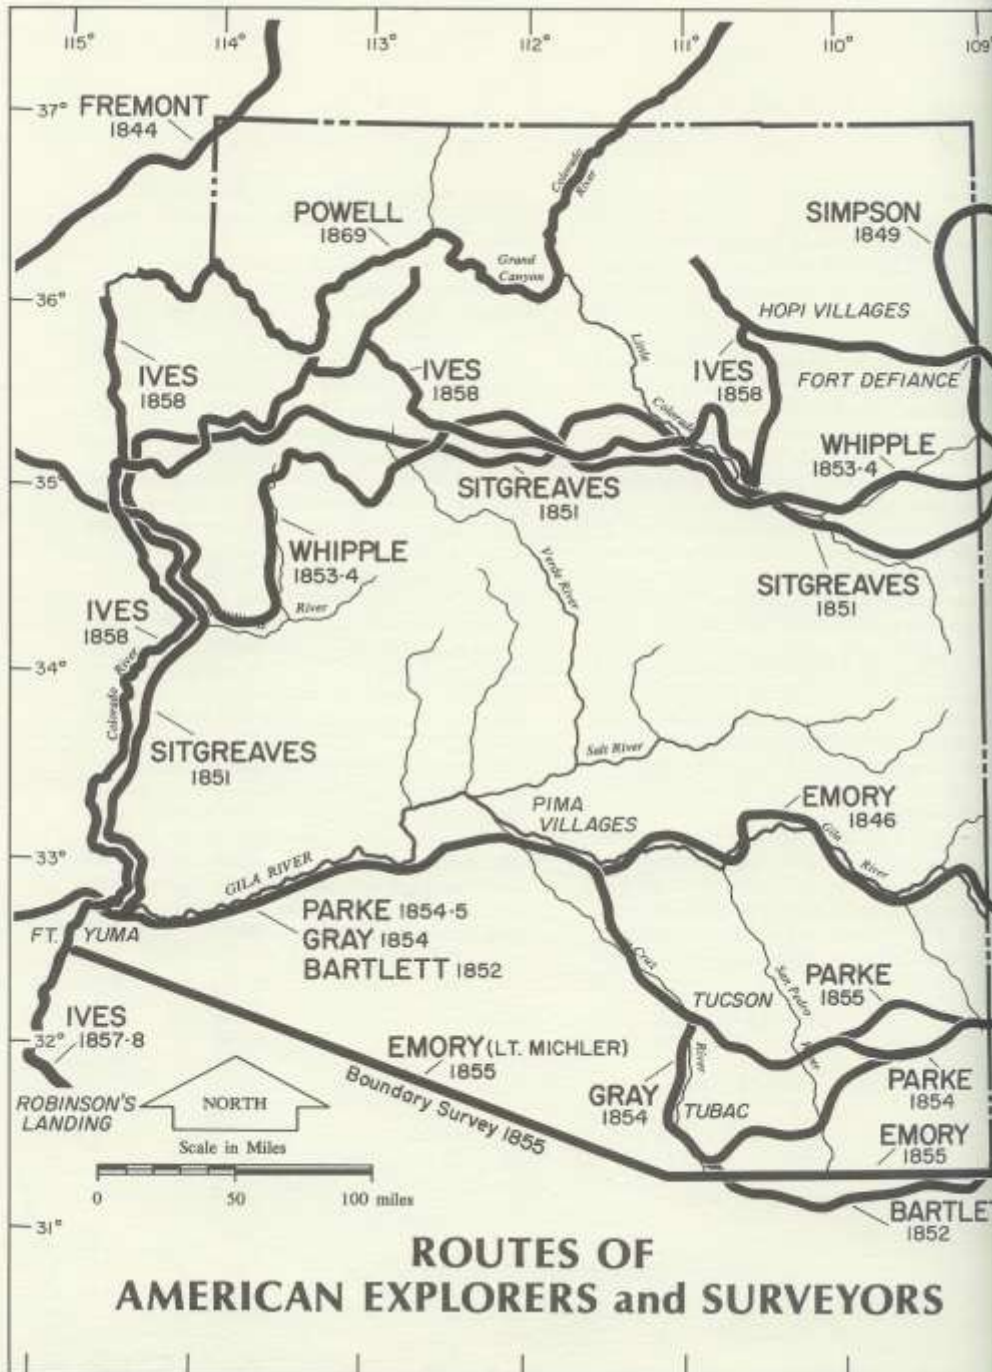 115°
114°
113°
112°
111°
110°
109°
37°
FREMONT
1844
Colorado
River
POWELL
1869
SIMPSON
1849
Grand
Canyon
36°
HOPI VILLAGES
Little
Colorado
IVES
1858
IVES
1858
IVES
1858
FORT DEFIANCE
WHIPPLE
1853-4
35°
SITGREAVES
1851
WHIPPLE
1853-4
River
Verde River
SITGREAVES
1851
IVES
1858
34°
Colorado River
SITGREAVES
1851
Salt River
PIMA
VILLAGES
EMORY
1846
Gila
River
33°
GILA RIVER
PARKE 1854-5
GRAY 1854
BARTLETT 1852
FT. YUMA
Cruz
River
San Pedro
River
TUCSON
PARKE
1855
IVES
1857-8
32°
EMORY (LT. MICHLER)
1855
Boundary Survey 1855
GRAY
1854
TUBAC
PARKE
1854
ROBINSON'S
LANDING
NORTH
EMORY
1855
Scale in Miles
0 50 100 miles
BARTLET
1852
31°
ROUTES OF
AMERICAN EXPLORERS and SURVEYORS